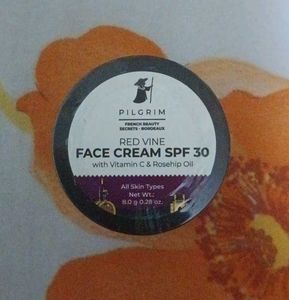 PILGRIM
FRENCH BEAUTY
SECRETS - BORDEAUX
RED VINE
FACE CREAM SPF 30
with Vitamin C & Rosehip Oil
All Skin Types
Net Wt.:
8.0 g 0.28 oz.